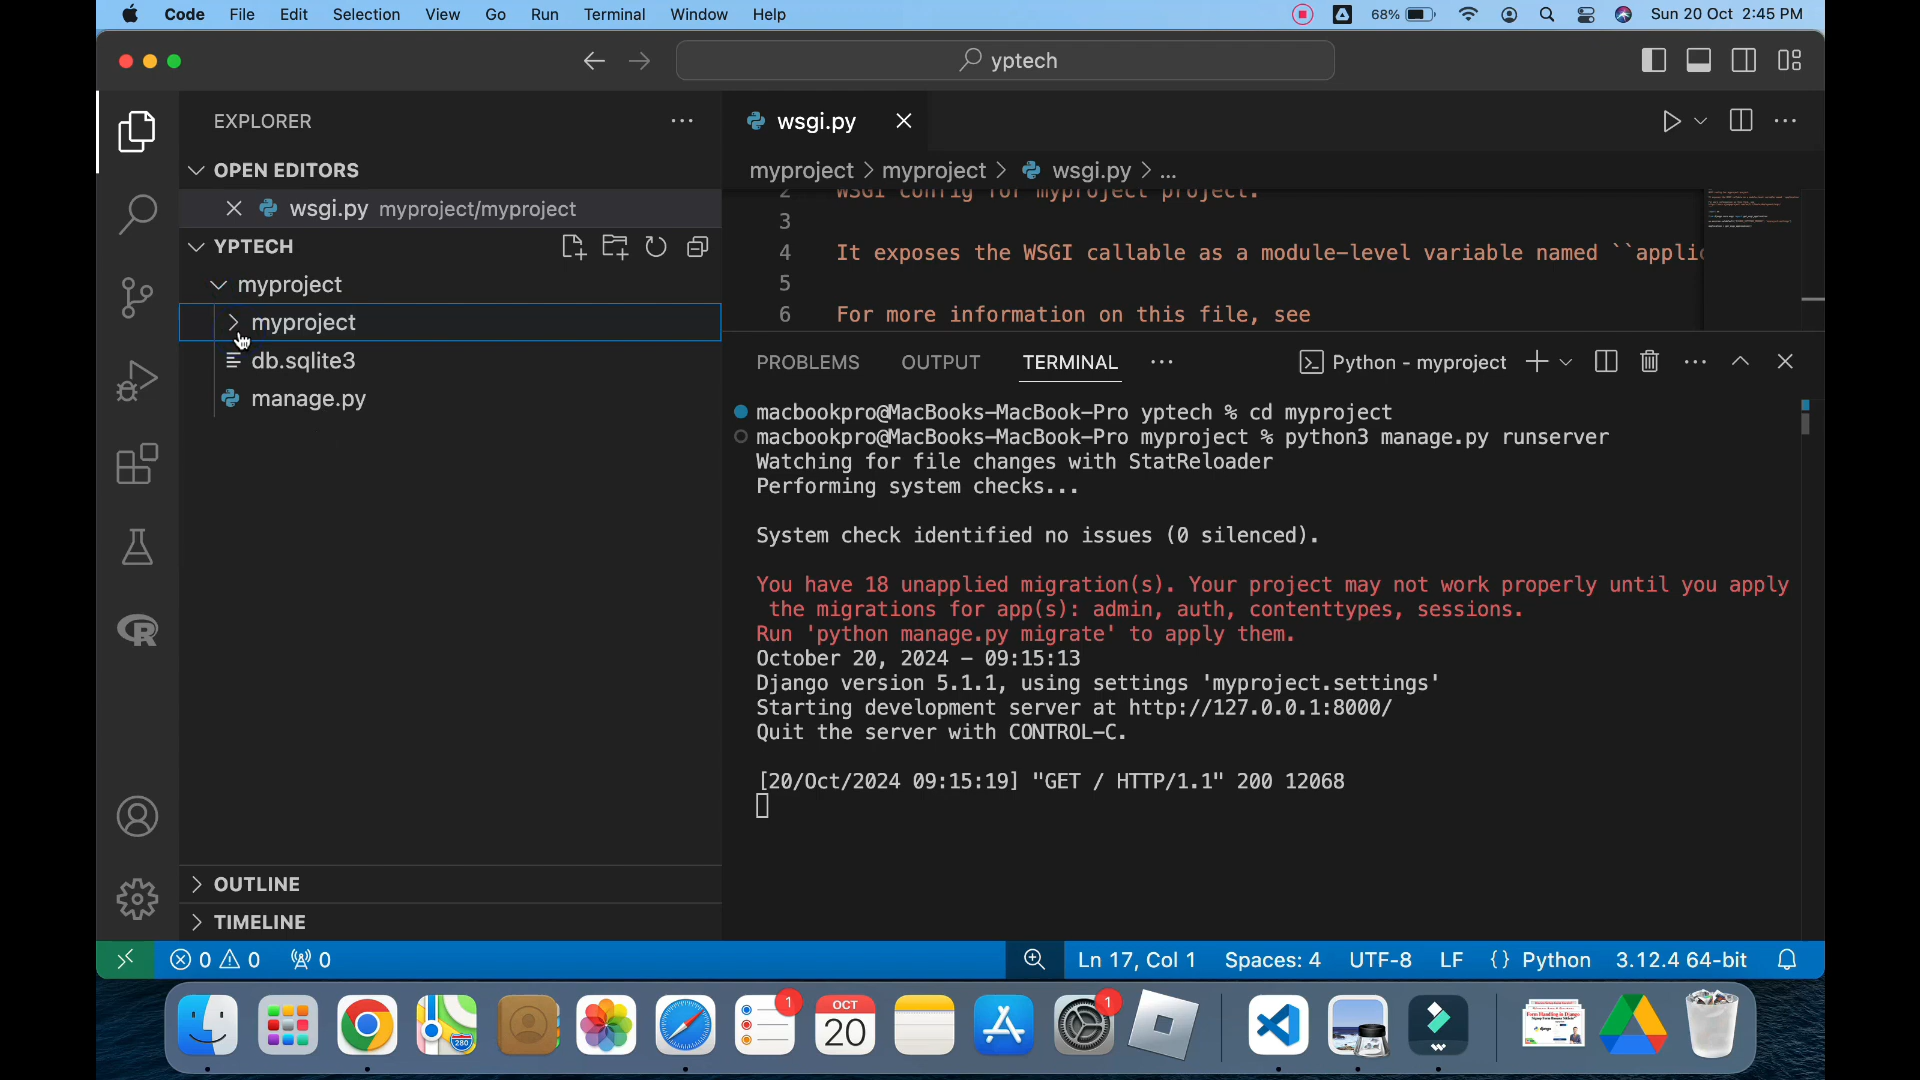 Code File Edit Selection View Go Run Terminal Window Help 68% Sun 20 Oct 2:45 PM
yptech
EXPLORER
OPEN EDITORS
wsgi.py myproject/myproject
YPTECH
myproject
myproject
db.sqlite3
manage.py
OUTLINE
TIMELINE
wsgi.py
myproject > myproject > wsgi.py > ...
2 WSGI config for myproject project.
3
4 It exposes the WSGI callable as a module-level variable named ``applic
5
6 For more information on this file, see
PROBLEMS OUTPUT TERMINAL Python - myproject
macbookpro@MacBooks-MacBook-Pro yptech % cd myproject
macbookpro@MacBooks-MacBook-Pro myproject % python3 manage.py runserver
Watching for file changes with StatReloader
Performing system checks...
System check identified no issues (0 silenced).
You have 18 unapplied migration(s). Your project may not work properly until you apply
the migrations for app(s): admin, auth, contenttypes, sessions.
Run 'python manage.py migrate' to apply them.
October 20, 2024 - 09:15:13
Django version 5.1.1, using settings 'myproject.settings'
Starting development server at http://127.0.0.1:8000/
Quit the server with CONTROL-C.
[20/Oct/2024 09:15:19] "GET / HTTP/1.1" 200 12068
0 0 0 Ln 17, Col 1 Spaces: 4 UTF-8 LF {} Python 3.12.4 64-bit
280
1
OCT
20
1